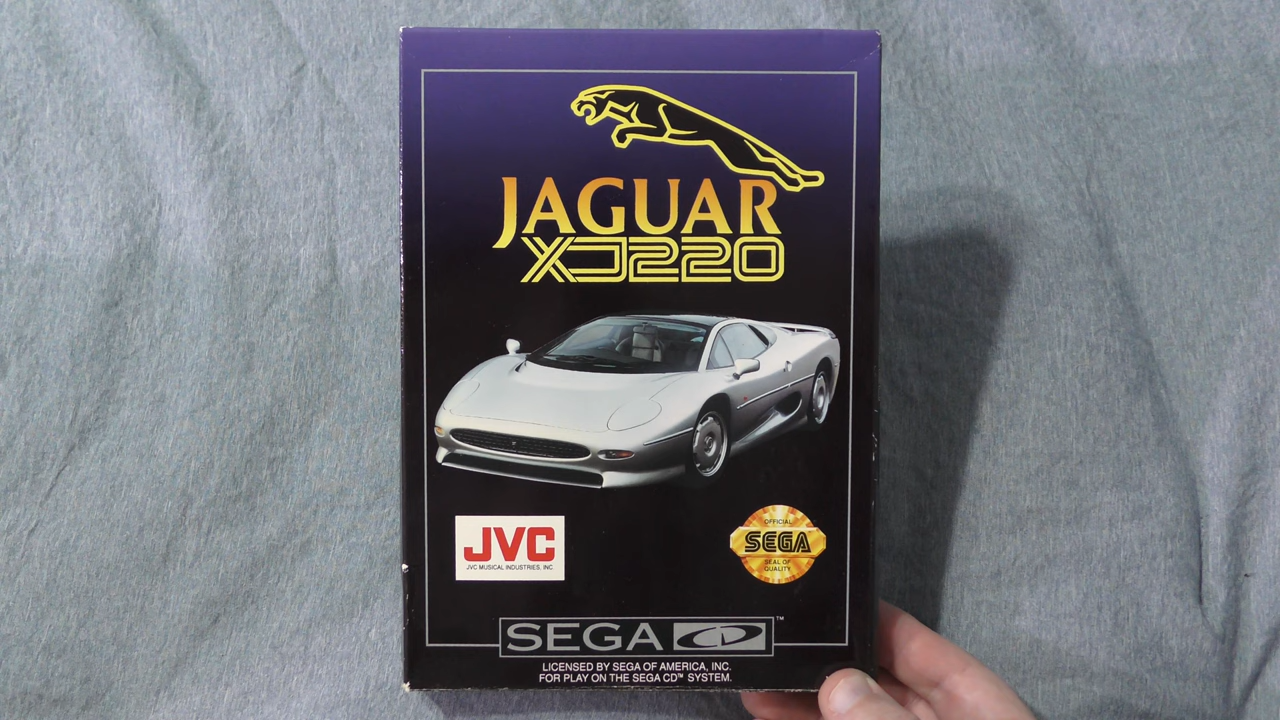 JAGUAR
XJ220
JVC
JVC MUSICAL INDUSTRIES, INC.
OFFICIAL
SEGA
SEAL OF
QUALITY
SEGA CD™
LICENSED BY SEGA OF AMERICA, INC.
FOR PLAY ON THE SEGA CD™ SYSTEM.